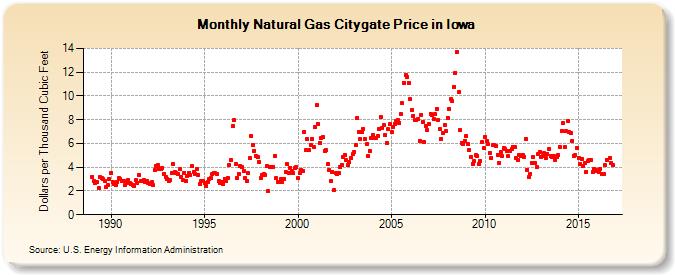 Monthly Natural Gas Citygate Price in Iowa
Dollars per Thousand Cubic Feet
14
12
10
8
6
4
2
0
1990 1995 2000 2005 2010 2015
Source: U.S. Energy Information Administration